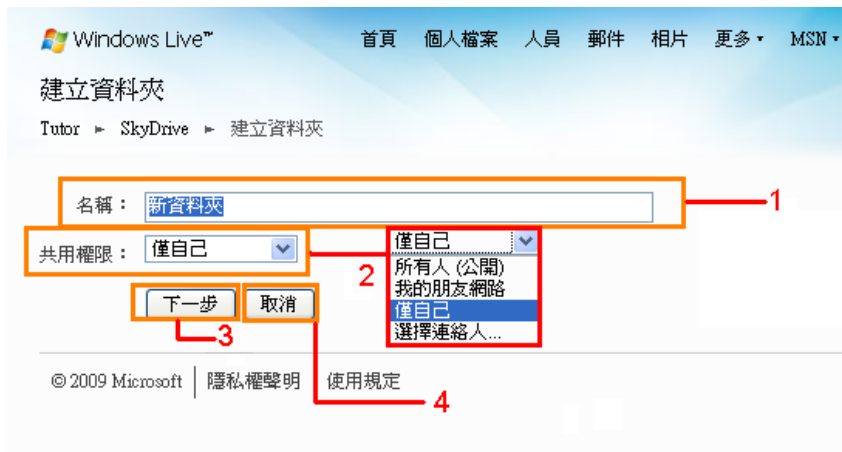 Windows Live™ 首頁 個人檔案 人員 郵件 相片 更多 MSN
建立資料夾
Tutor ► SkyDrive ► 建立資料夾
名稱： 新資料夾
1
共用權限： 僅自己
2
僅自己
所有人 (公開)
我的朋友網路
僅自己
選擇連絡人...
下一步 取消
3
© 2009 Microsoft 隱私權聲明 使用規定
4